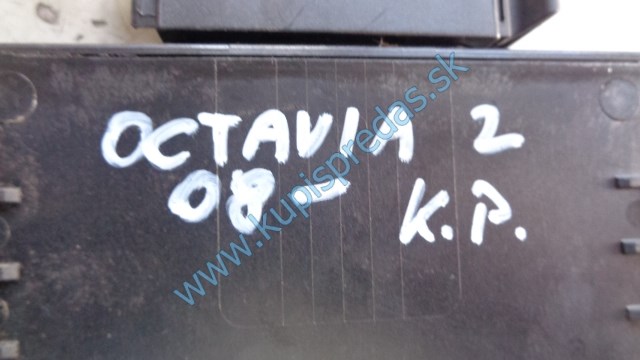 OCTAVIA 2
08- K.P.
www.kupispredas.sk